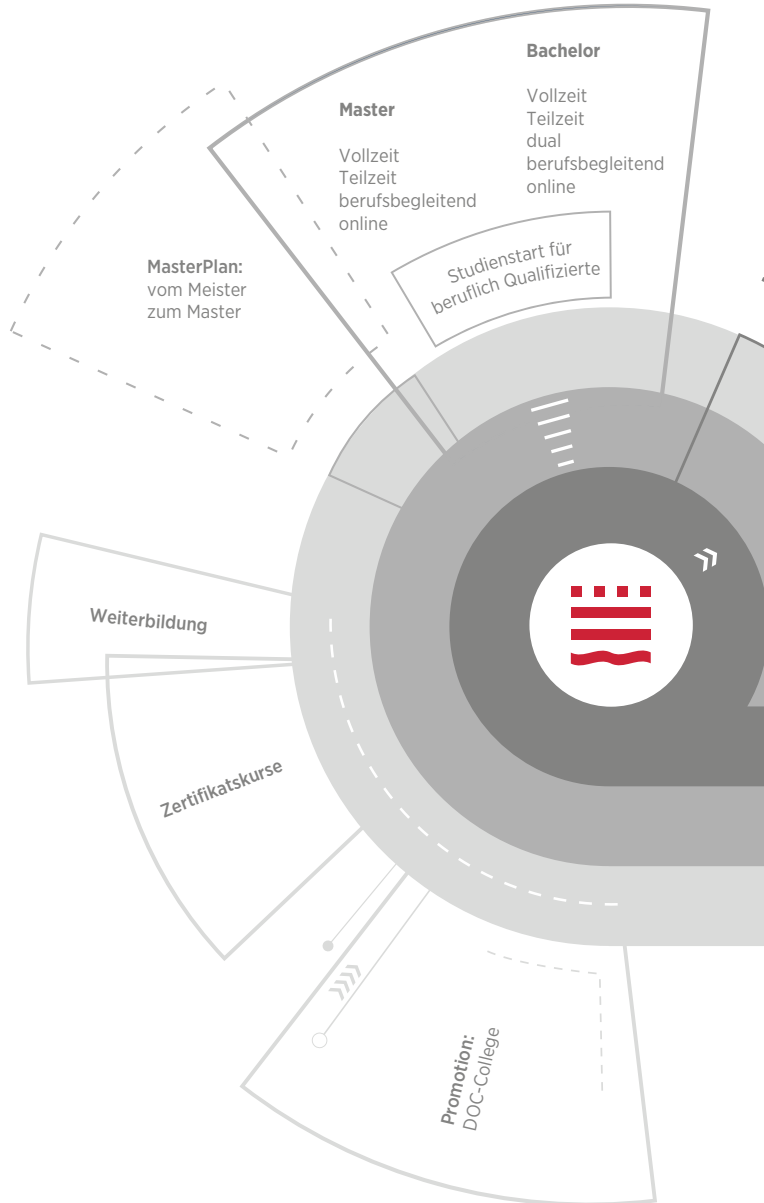 Bachelor
Vollzeit
Teilzeit
dual
berufsbegleitend
online
Master
Vollzeit
Teilzeit
berufsbegleitend
online
Studienstart für
beruflich Qualifizierte
MasterPlan:
vom Meister
zum Master
Weiterbildung
Zertifikatskurse
Promotion:
DOC-College